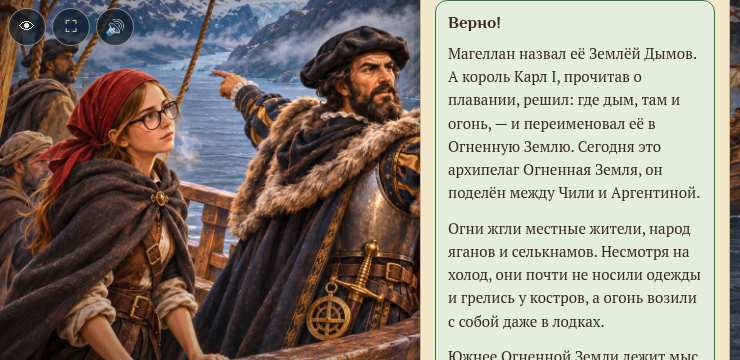 Верно!
Магеллан назвал её Землёй Дымов.
А король Карл I, прочитав о
плавании, решил: где дым, там и
огонь, — и переименовал её в
Огненную Землю. Сегодня это
архипелаг Огненная Земля, он
поделён между Чили и Аргентиной.
Огни жгли местные жители, народ
яганов и селькнамов. Несмотря на
холод, они почти не носили одежды
и грелись у костров, а огонь возили
с собой даже в лодках.
Южнее Огненной Земли лежит мыс